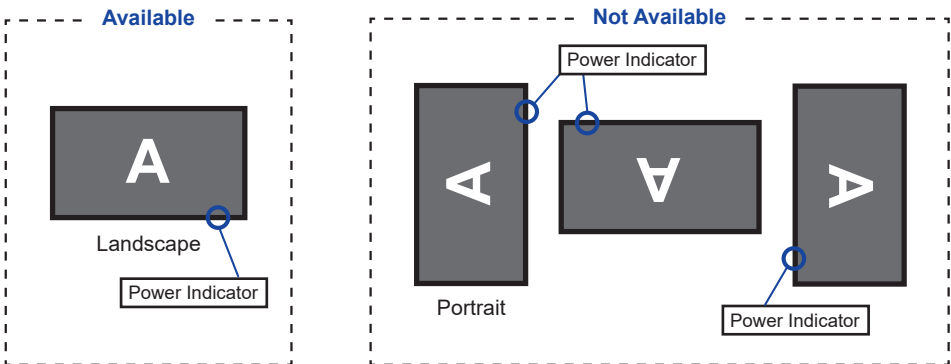 Available
A
Landscape
Power Indicator
Not Available
Power Indicator
A
A
A
Portrait
Power Indicator